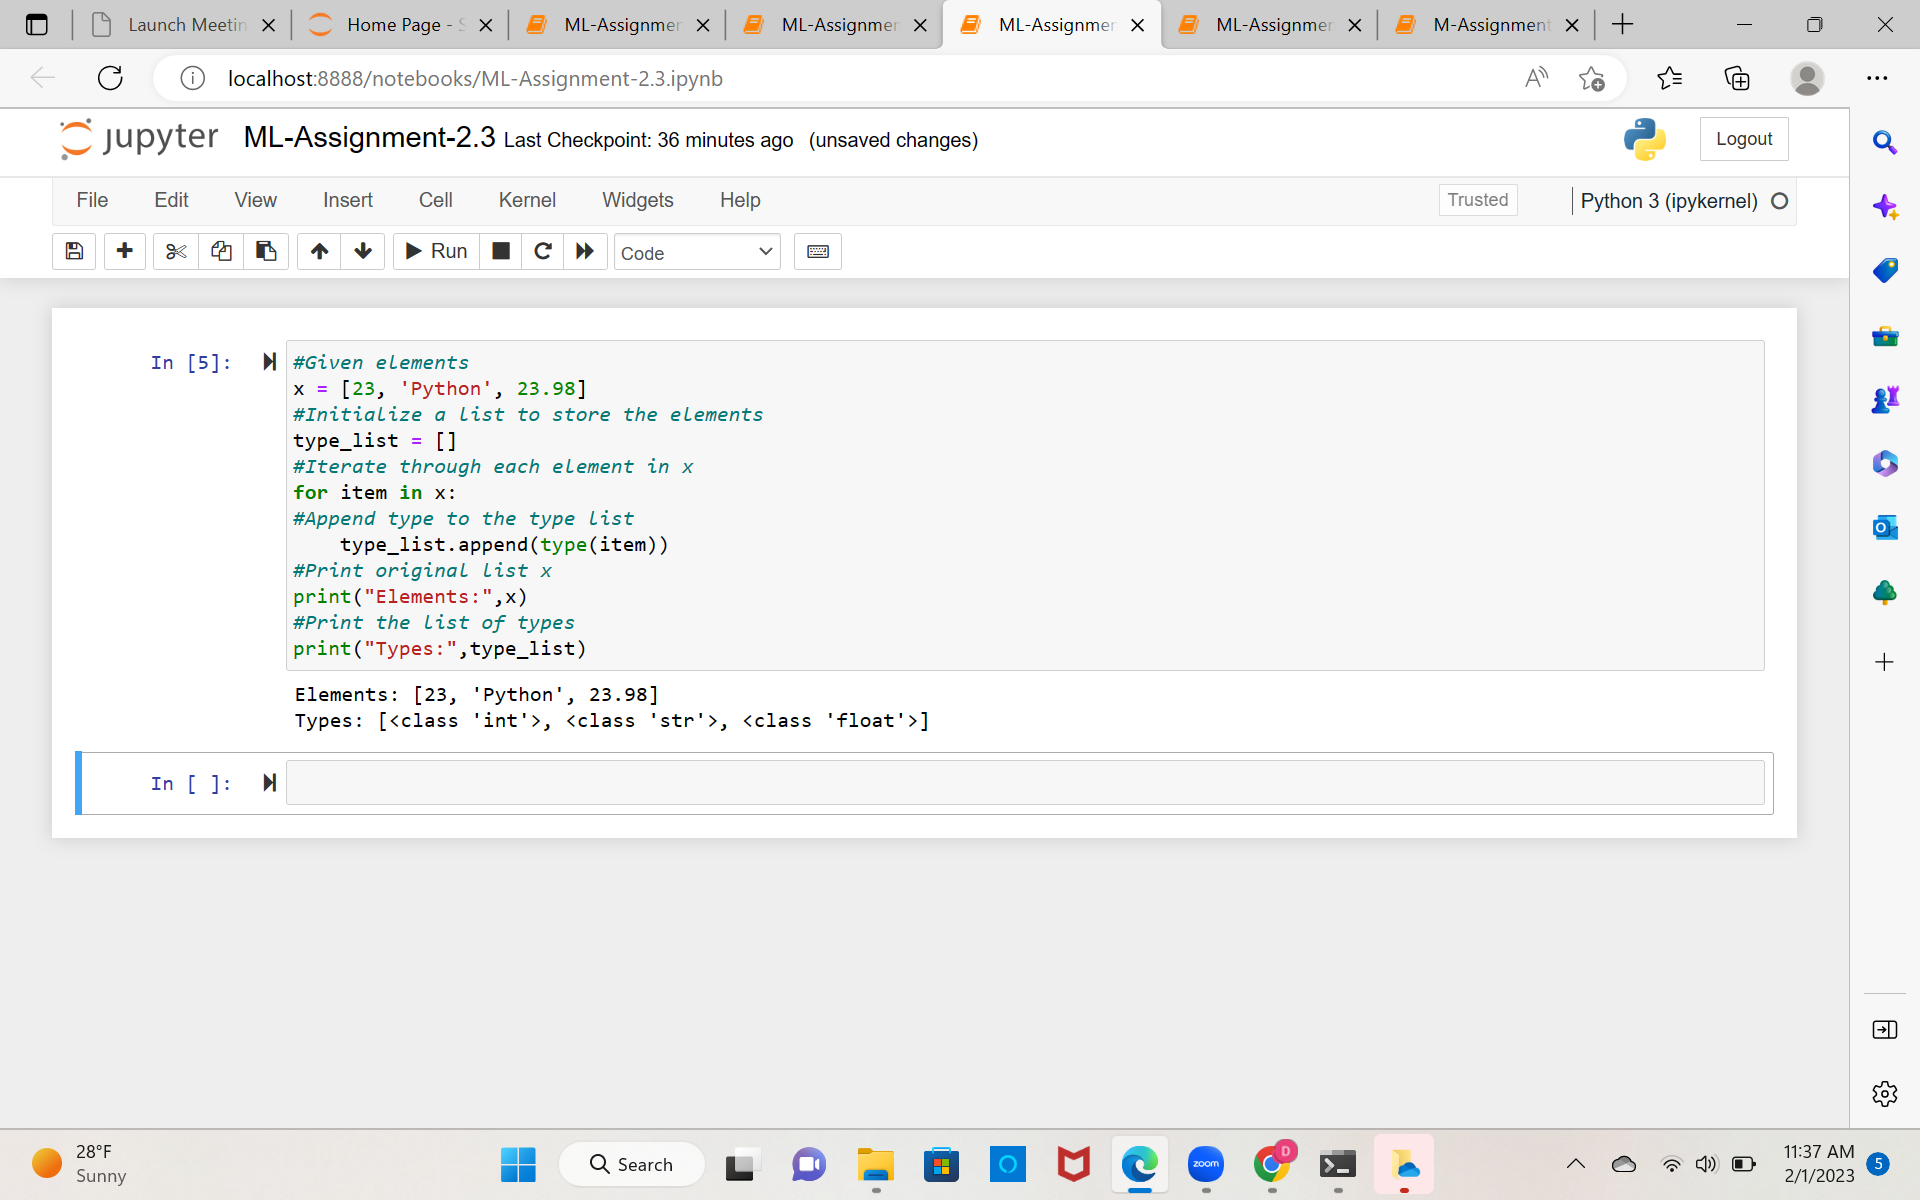 Launch Meetin
Home Page - S
ML-Assignmen
ML-Assignmen
ML-Assignmen
ML-Assignmen
M-Assignment
localhost:8888/notebooks/ML-Assignment-2.3.ipynb
jupyter ML-Assignment-2.3 Last Checkpoint: 36 minutes ago (unsaved changes)
Logout
File Edit View Insert Cell Kernel Widgets Help
Trusted
Python 3 (ipykernel)
Run
Code
In [5]:
#Given elements
x = [23, 'Python', 23.98]
#Initialize a list to store the elements
type_list = []
#Iterate through each element in x
for item in x:
#Append type to the type list
    type_list.append(type(item))
#Print original list x
print("Elements:",x)
#Print the list of types
print("Types:",type_list)
Elements: [23, 'Python', 23.98]
Types: [<class 'int'>, <class 'str'>, <class 'float'>]
In [ ]:
28°F
Sunny
Search
zoom
D
11:37 AM
2/1/2023
5